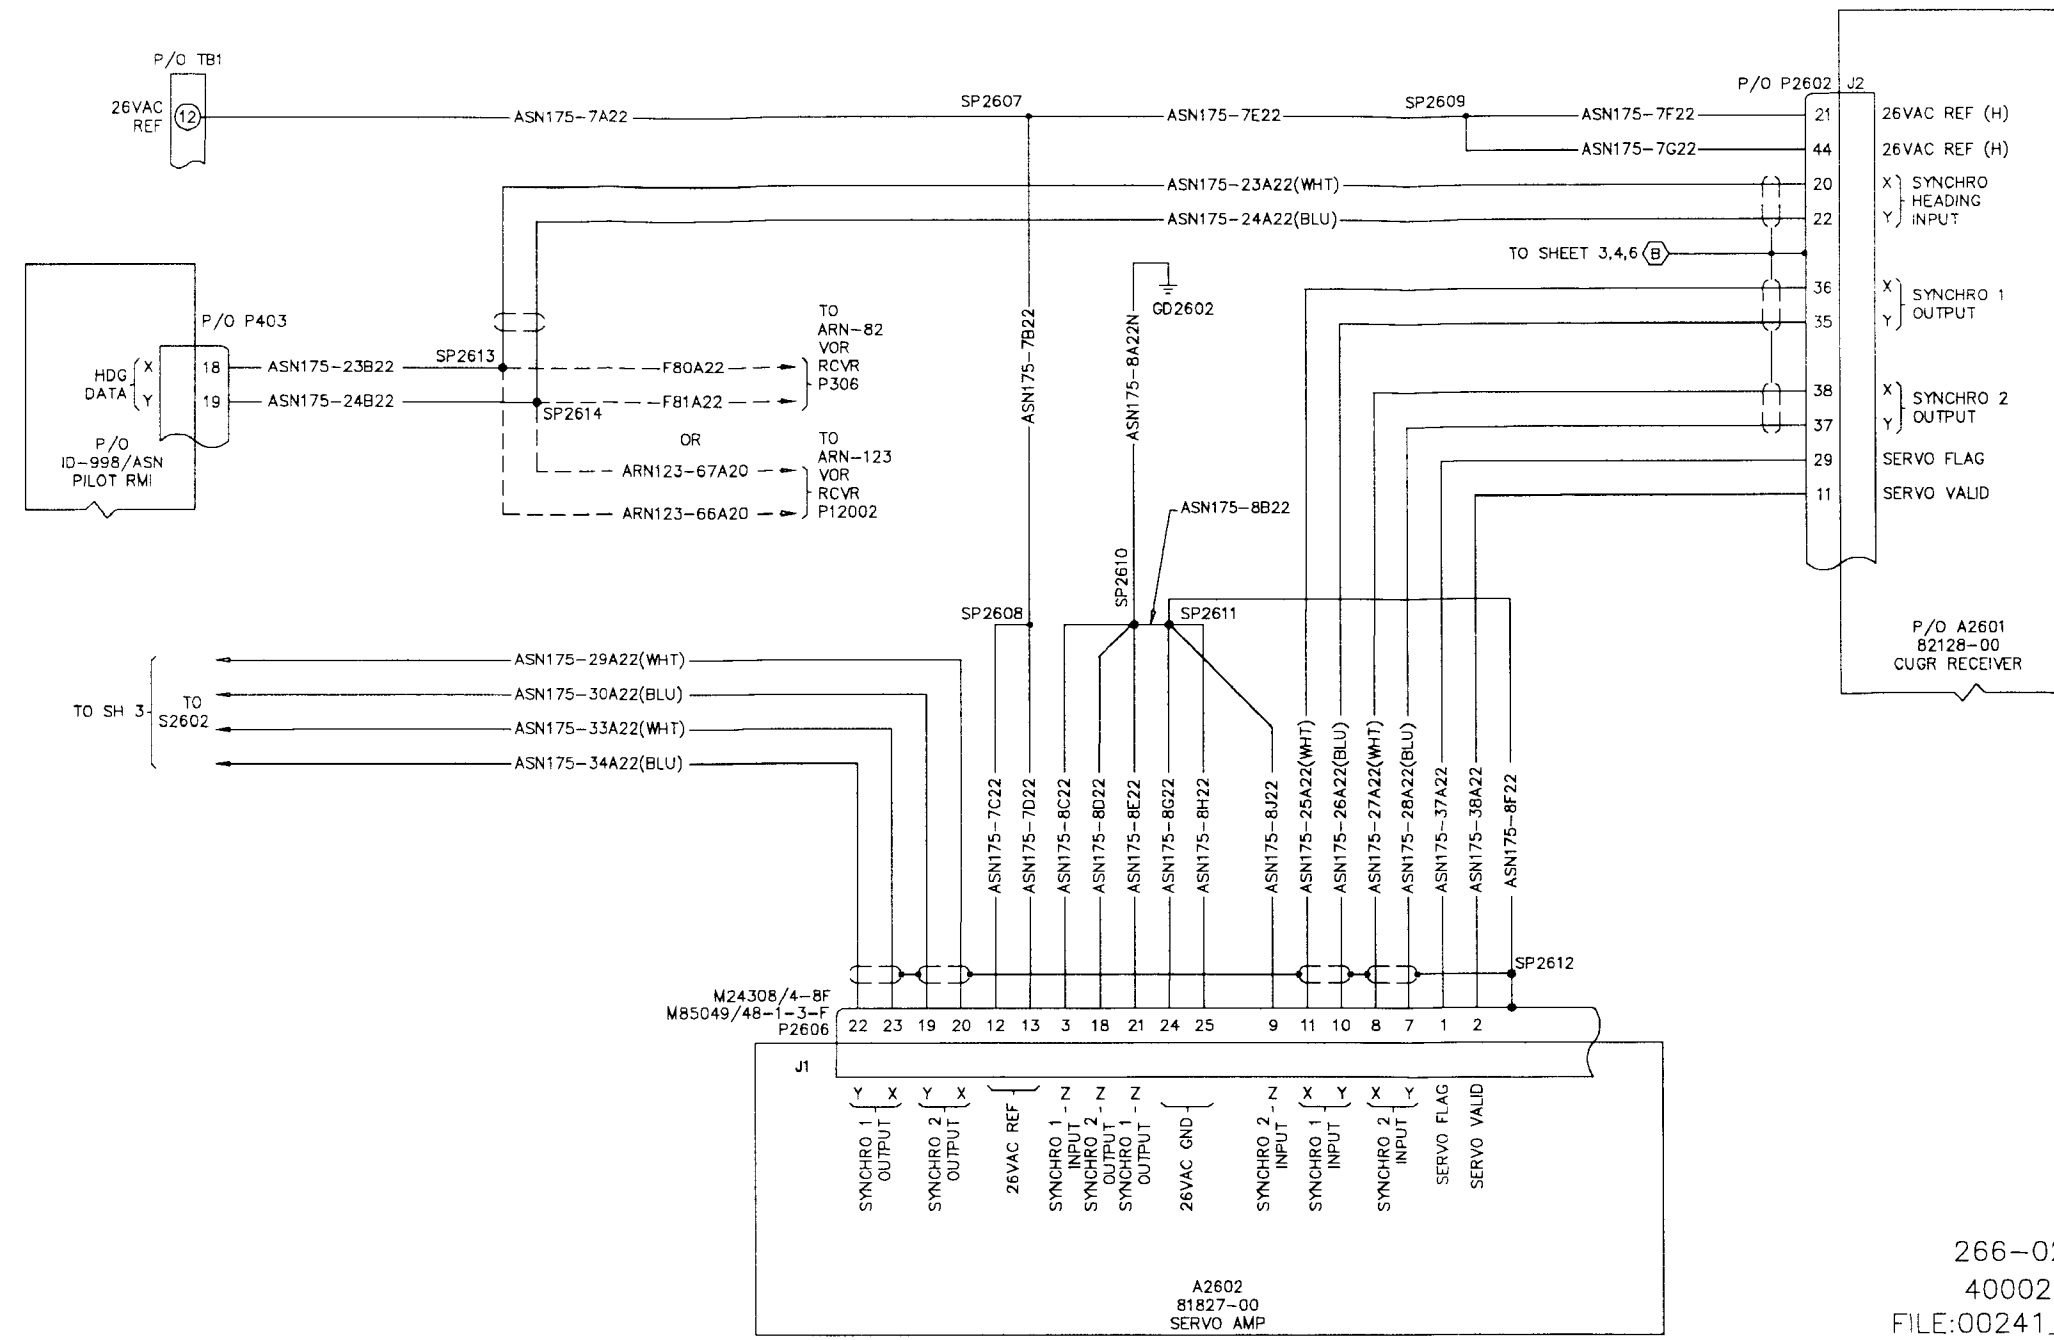 P/O TB1
26VAC
REF
12
ASN175-7A22
SP2607
ASN175-7E22
SP2609
ASN175-7F22
ASN175-7G22
P/O P2602
J2
21
26VAC REF (H)
44
26VAC REF (H)
ASN175-23A22(WHT)
20
X
SYNCHRO
HEADING
INPUT
ASN175-24A22(BLU)
22
Y
TO SHEET 3,4,6
B
36
X
SYNCHRO 1
OUTPUT
35
Y
38
X
SYNCHRO 2
OUTPUT
37
Y
29
SERVO FLAG
11
SERVO VALID
P/O A2601
82128-00
CUGR RECEIVER
P/O P403
HDG
DATA
X
Y
18
19
ASN175-23B22
ASN175-24B22
SP2613
SP2614
P/O
ID-998/ASN
PILOT RMI
F80A22
F81A22
TO
ARN-82
VOR
RCVR
P306
OR
ARN123-67A20
ARN123-66A20
TO
ARN-123
VOR
RCVR
P12002
ASN175-7B22
ASN175-8A22N
GD2602
ASN175-8B22
SP2608
SP2610
SP2611
TO SH 3
TO
S2602
ASN175-29A22(WHT)
ASN175-30A22(BLU)
ASN175-33A22(WHT)
ASN175-34A22(BLU)
ASN175-7C22
ASN175-7D22
ASN175-8C22
ASN175-8D22
ASN175-8E22
ASN175-8G22
ASN175-8H22
ASN175-8J22
ASN175-25A22(WHT)
ASN175-26A22(BLU)
ASN175-27A22(WHT)
ASN175-28A22(BLU)
ASN175-37A22
ASN175-38A22
ASN175-8F22
SP2612
M24308/4-8F
M85049/48-1-3-F
P2606
22 23 19 20 12 13 3 18 21 24 25 9 11 10 8 7 1 2
J1
Y X Y X Z Z Z Z X Y X Y
SYNCHRO 1
OUTPUT
SYNCHRO 2
OUTPUT
26VAC REF
SYNCHRO 1
INPUT
SYNCHRO 2
OUTPUT
SYNCHRO 1
OUTPUT
26VAC GND
SYNCHRO 2
INPUT
SYNCHRO 1
INPUT
SYNCHRO 2
INPUT
SERVO FLAG
SERVO VALID
A2602
81827-00
SERVO AMP
266-02
40002
FILE:00241_